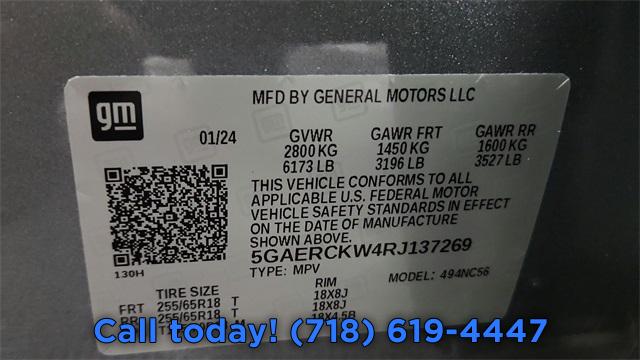 gm
MFD BY GENERAL MOTORS LLC
01/24 GVWR GAWR FRT GAWR RR
2800 KG 1450 KG 1600 KG
6173 LB 3196 LB 3527 LB
THIS VEHICLE CONFORMS TO ALL
APPLICABLE U.S. FEDERAL MOTOR
VEHICLE SAFETY STANDARDS IN EFFECT
ON THE DATE OF MANUFACTURE
SHOWN ABOVE.
5GAERCKW4RJ137269
130H
TYPE: MPV MODEL: 494NC56
TIRE SIZE RIM
FRT 255/65R18 T 18X8J
255/65R18 T 18X8J
M 18X4.5B
Call today! (718) 619-4447